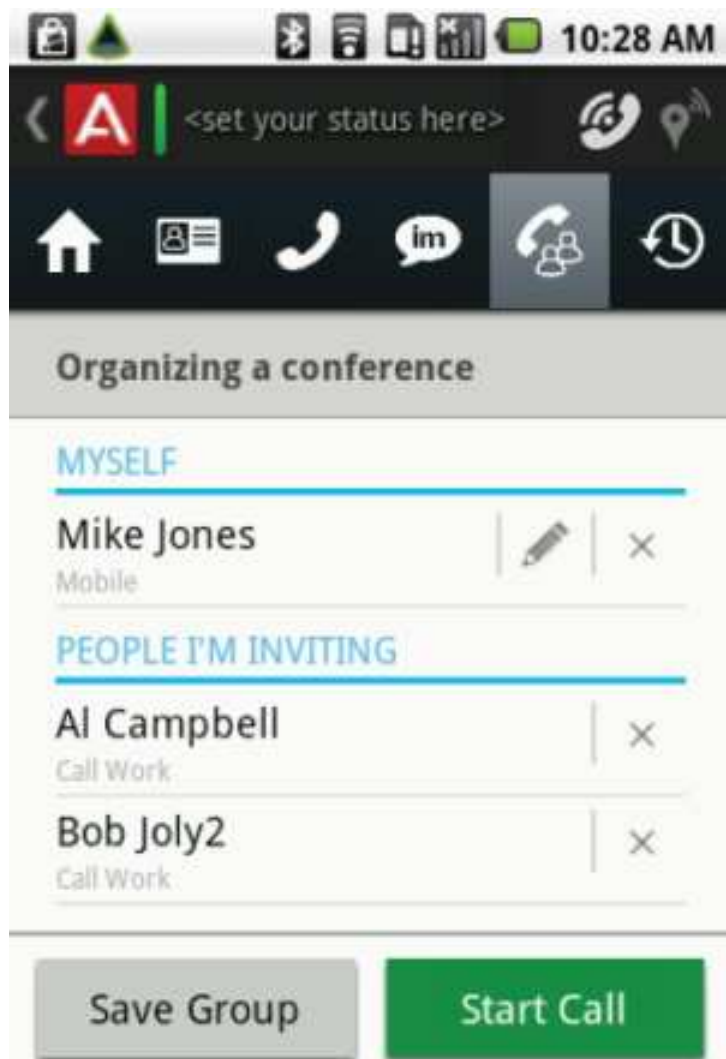 10:28 AM
<set your status here>
im
Organizing a conference
MYSELF
Mike Jones
Mobile
PEOPLE I'M INVITING
Al Campbell
Call Work
Bob Joly2
Call Work
Save Group
Start Call